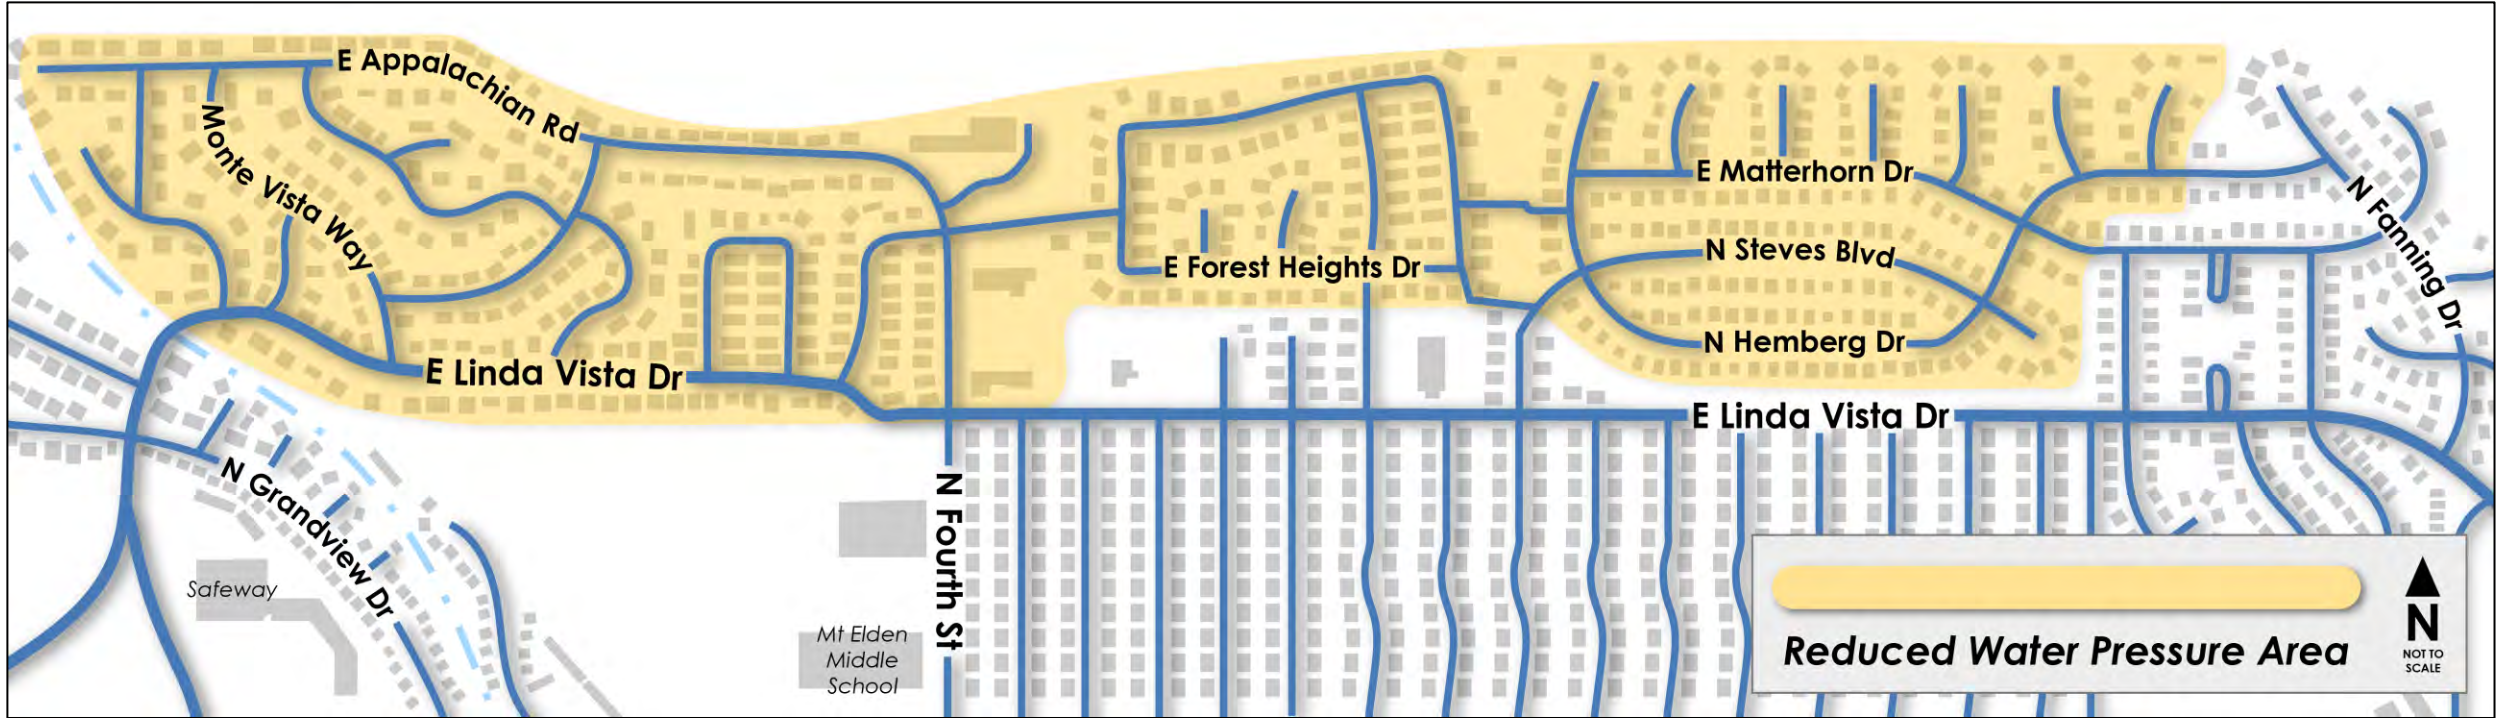 E Appalachian Rd
Monte Vista Way
E Matterhorn Dr
N Fanning Dr
N Steves Blvd
E Forest Heights Dr
N Hemberg Dr
E Linda Vista Dr
E Linda Vista Dr
N Grandview Dr
N Fourth St
Safeway
Mt Elden
Middle
School
Reduced Water Pressure Area
N
NOT TO
SCALE